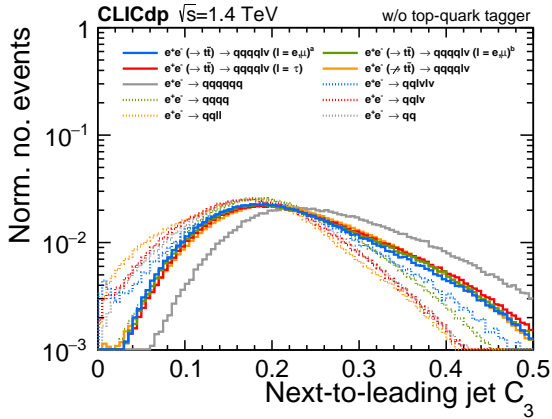 CLICdp √s=1.4 TeV w/o top-quark tagger
e⁺e⁻ (→ tt̄) → qqqqlν (l = e,μ)ᵃ e⁺e⁻ (→ tt̄) → qqqqlν (l = e,μ)ᵇ
e⁺e⁻ (→ tt̄) → qqqqlν (l = τ) e⁺e⁻ (↛ tt̄) → qqqqlν
e⁺e⁻ → qqqqqq e⁺e⁻ → qqlνlν
e⁺e⁻ → qqqq e⁺e⁻ → qqlν
e⁺e⁻ → qqll e⁺e⁻ → qq
Norm. no. events
1
10⁻¹
10⁻²
10⁻³
0 0.1 0.2 0.3 0.4 0.5
Next-to-leading jet C₃